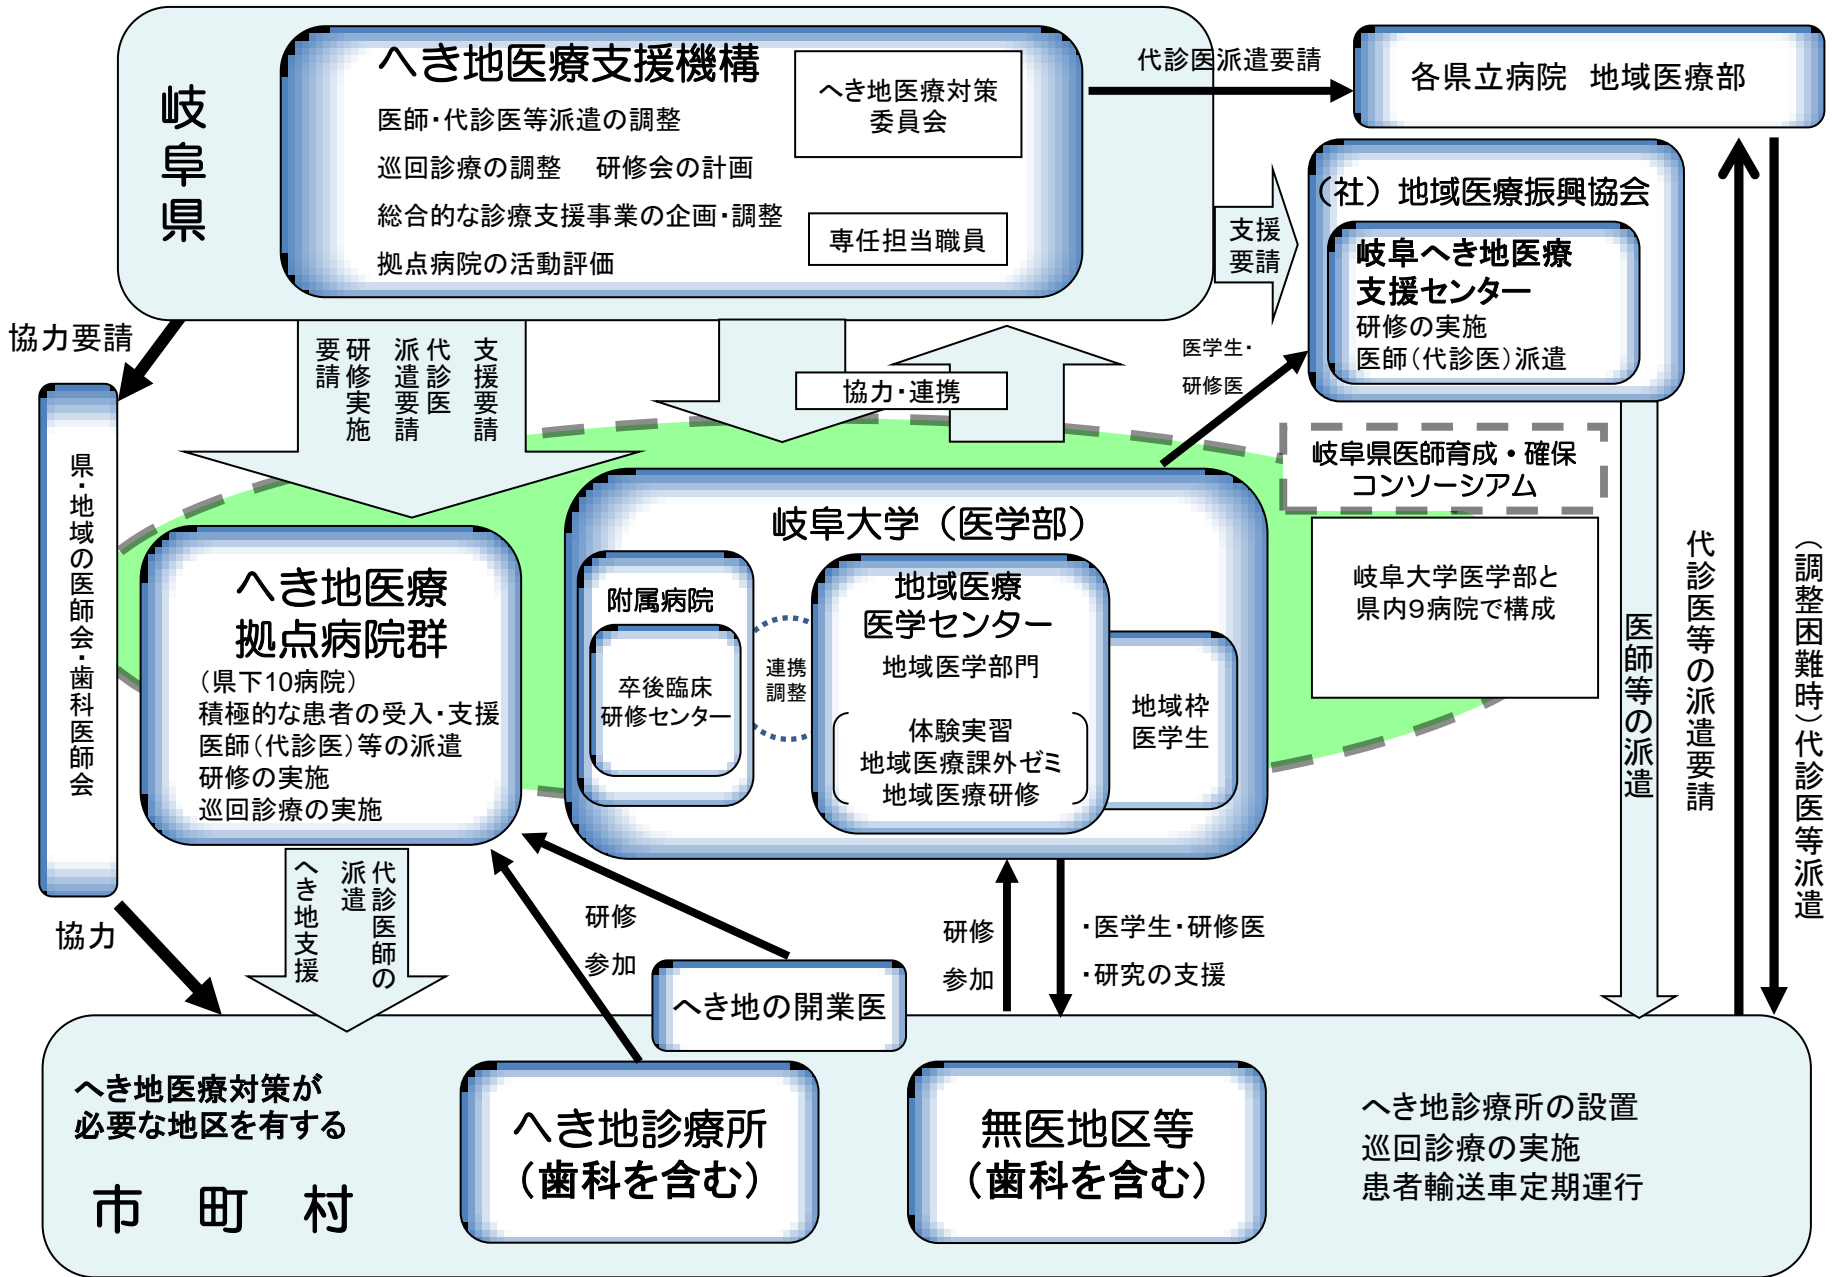 岐阜県
へき地医療支援機構
医師・代診医等派遣の調整
巡回診療の調整　研修会の計画
総合的な診療支援事業の企画・調整
拠点病院の活動評価
へき地医療対策
委員会
専任担当職員
代診医派遣要請
各県立病院　地域医療部
支援
要請
（社）地域医療振興協会
岐阜へき地医療
支援センター
研修の実施
医師（代診医）派遣
協力要請
支援要請
代診医
派遣要請
研修実施
要請
協力・連携
医学生・
研修医
岐阜県医師育成・確保
コンソーシアム
岐阜大学医学部と
県内９病院で構成
県・地域の医師会・歯科医師会
へき地医療
拠点病院群
（県下10病院）
積極的な患者の受入・支援
医師（代診医）等の派遣
研修の実施
巡回診療の実施
岐阜大学（医学部）
附属病院
卒後臨床
研修センター
連携
調整
地域医療
医学センター
地域医学部門
体験実習
地域医療課外ゼミ
地域医療研修
地域枠
医学生
医師等の派遣
代診医等の派遣要請
（調整困難時）代診医等派遣
協力
代診医師の
派遣
へき地支援
研修
参加
へき地の開業医
研修
参加
・医学生・研修医
・研究の支援
へき地医療対策が
必要な地区を有する
市　町　村
へき地診療所
（歯科を含む）
無医地区等
（歯科を含む）
へき地診療所の設置
巡回診療の実施
患者輸送車定期運行